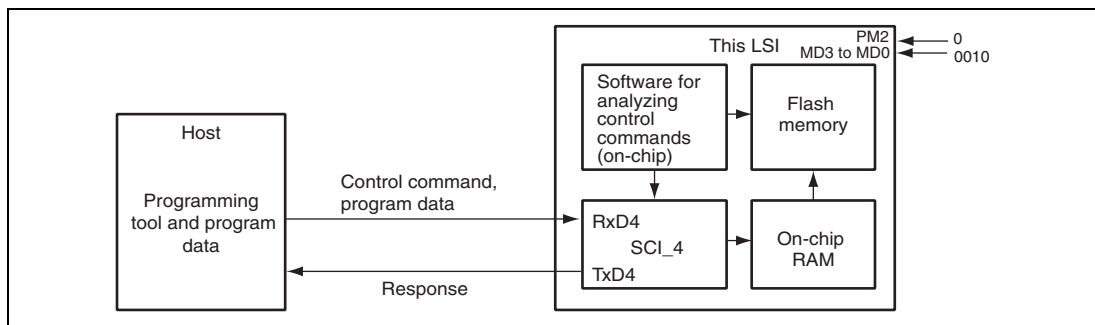 This LSI
PM2
0
MD3 to MD0
0010
Software for
analyzing
control
commands
(on-chip)
Flash
memory
Host
Programming
tool and program
data
Control command,
program data
RxD4
SCI_4
TxD4
On-chip
RAM
Response